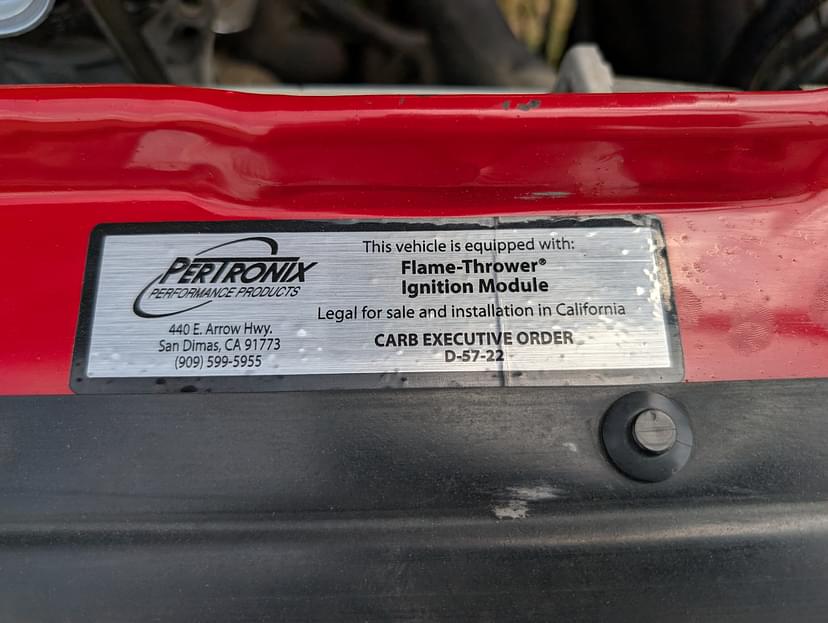 PERTRONIX
PERFORMANCE PRODUCTS
440 E. Arrow Hwy.
San Dimas, CA 91773
(909) 599-5955
This vehicle is equipped with:
Flame-Thrower®
Ignition Module
Legal for sale and installation in California
CARB EXECUTIVE ORDER
D-57-22